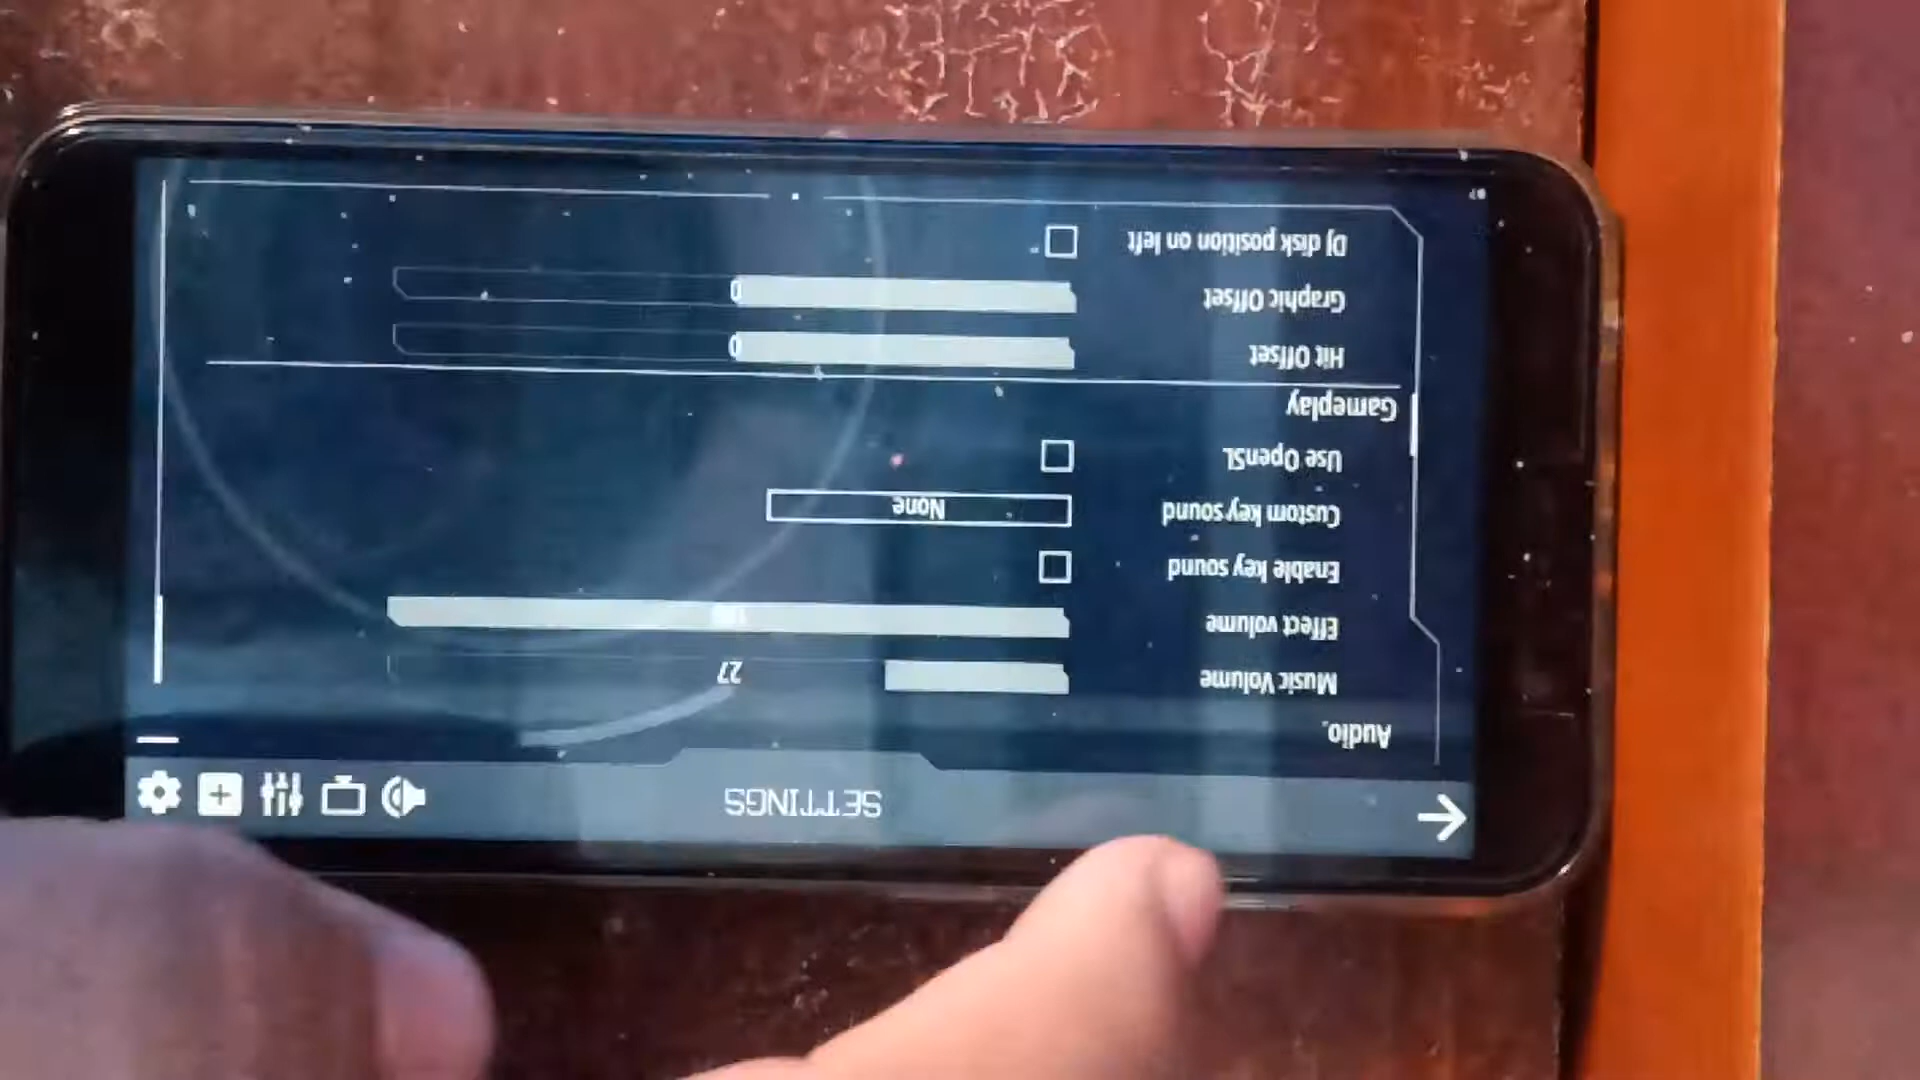 SETTINGS
Audio
Music Volume 27
Effect volume
Enable key sound
Custom key sound None
Use OpenSL
Gameplay
Hit Offset 0
Graphic Offset 0
Dj disk position on left